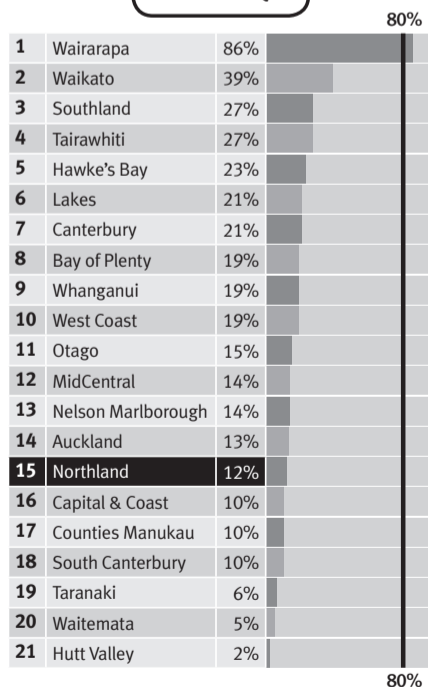 80%
1 Wairarapa 86%
2 Waikato 39%
3 Southland 27%
4 Tairawhiti 27%
5 Hawke's Bay 23%
6 Lakes 21%
7 Canterbury 21%
8 Bay of Plenty 19%
9 Whanganui 19%
10 West Coast 19%
11 Otago 15%
12 MidCentral 14%
13 Nelson Marlborough 14%
14 Auckland 13%
15 Northland 12%
16 Capital & Coast 10%
17 Counties Manukau 10%
18 South Canterbury 10%
19 Taranaki 6%
20 Waitemata 5%
21 Hutt Valley 2%
80%